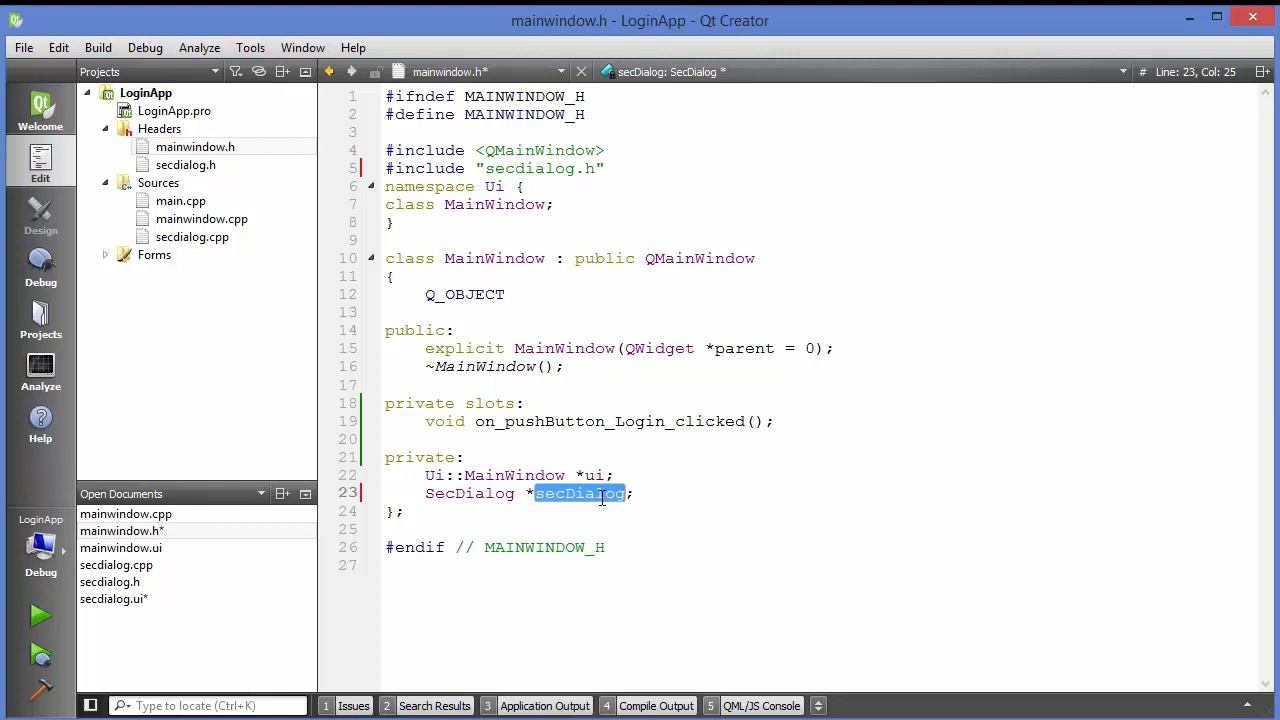 mainwindow.h - LoginApp - Qt Creator
File Edit Build Debug Analyze Tools Window Help
Projects
mainwindow.h*
secDialog: SecDialog *
# Line: 23, Col: 25
Welcome
Edit
Design
Debug
Projects
Analyze
Help
LoginApp
Debug
LoginApp
LoginApp.pro
Headers
mainwindow.h
secdialog.h
Sources
main.cpp
mainwindow.cpp
secdialog.cpp
Forms
Open Documents
mainwindow.cpp
mainwindow.h*
mainwindow.ui
secdialog.cpp
secdialog.h
secdialog.ui*
1 #ifndef MAINWINDOW_H
2 #define MAINWINDOW_H
3
4 #include <QMainWindow>
5 #include "secdialog.h"
6 namespace Ui {
7 class MainWindow;
8 }
9
10 class MainWindow : public QMainWindow
11 {
12 Q_OBJECT
13
14 public:
15 explicit MainWindow(QWidget *parent = 0);
16 ~MainWindow();
17
18 private slots:
19 void on_pushButton_Login_clicked();
20
21 private:
22 Ui::MainWindow *ui;
23 SecDialog *secDialog;
24 };
25
26 #endif // MAINWINDOW_H
27
Type to locate (Ctrl+K)
1 Issues 2 Search Results 3 Application Output 4 Compile Output 5 QML/JS Console